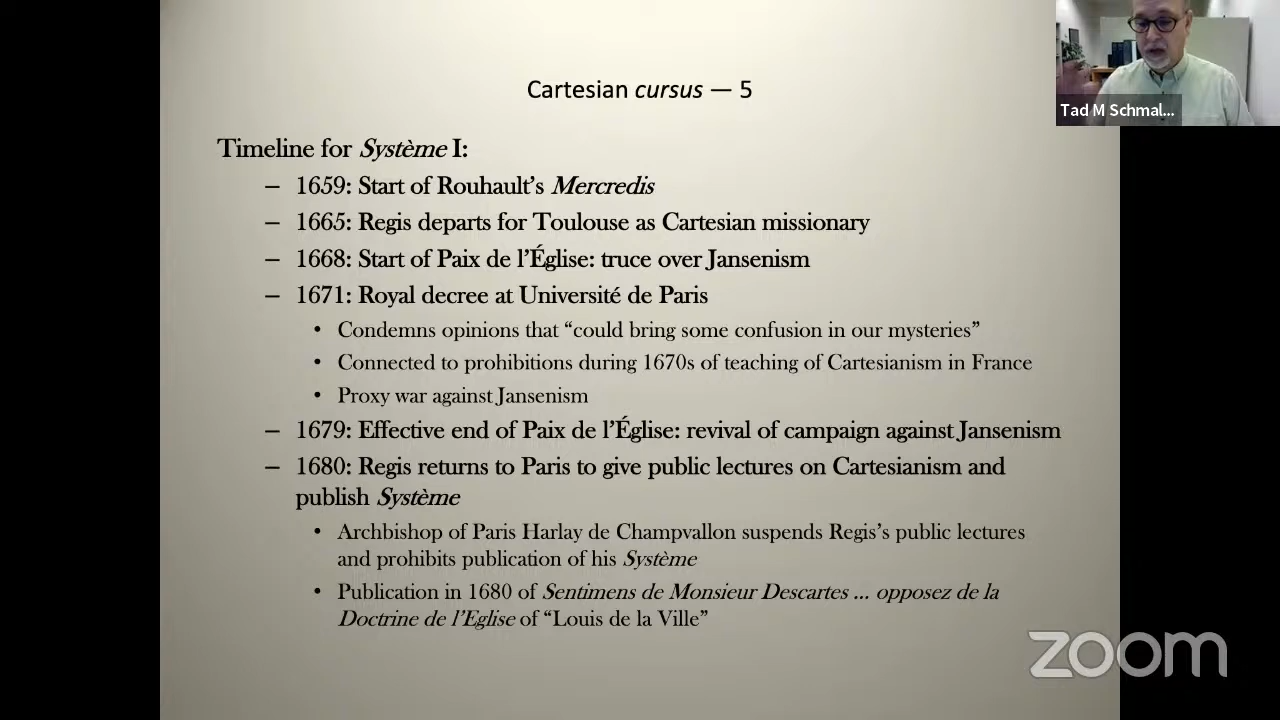 Cartesian cursus — 5
Tad M Schmal...
Timeline for Système I:
– 1659: Start of Rouhault’s Mercredis
– 1665: Regis departs for Toulouse as Cartesian missionary
– 1668: Start of Paix de l’Église: truce over Jansenism
– 1671: Royal decree at Université de Paris
• Condemns opinions that “could bring some confusion in our mysteries”
• Connected to prohibitions during 1670s of teaching of Cartesianism in France
• Proxy war against Jansenism
– 1679: Effective end of Paix de l’Église: revival of campaign against Jansenism
– 1680: Regis returns to Paris to give public lectures on Cartesianism and
publish Système
• Archbishop of Paris Harlay de Champvallon suspends Regis’s public lectures
and prohibits publication of his Système
• Publication in 1680 of Sentimens de Monsieur Descartes ... opposez de la
Doctrine de l’Eglise of “Louis de la Ville”
zoom